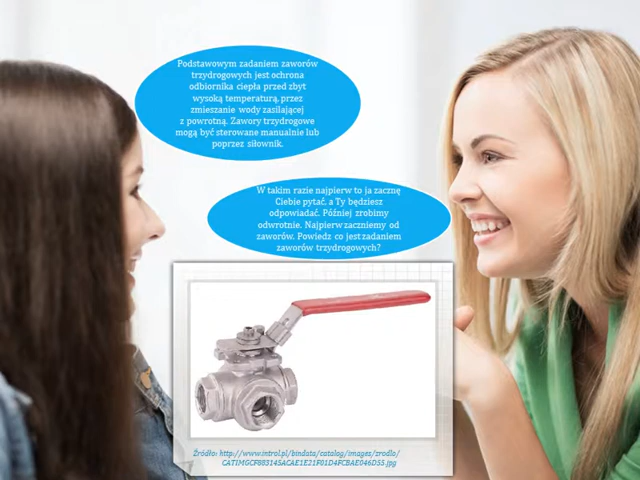 Podstawowym zadaniem zaworów
trzydrogowych jest ochrona
odbiornika ciepła przed zbyt
wysoką temperaturą, przez
zmieszanie wody zasilającej
z powrotną. Zawory trzydrogowe
mogą być sterowane manualnie lub
poprzez siłownik.
W takim razie najpierw to ja zacznę
Ciebie pytać, a Ty będziesz
odpowiadać. Później zrobimy
odwrotnie. Najpierw zaczniemy od
zaworów. Powiedz co jest zadaniem
zaworów trzydrogowych?
Źródło: http://www.introl.pl/bindata/catalog/images/zrodlo/
CATIMGCF883145ACAE1E21F01D4FCBAE046D55.jpg